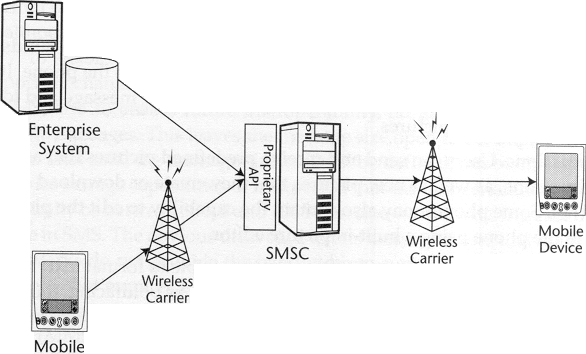 Enterprise
System
Proprietary
API
SMSC
Wireless
Carrier
Wireless
Carrier
Mobile
Device
Mobile